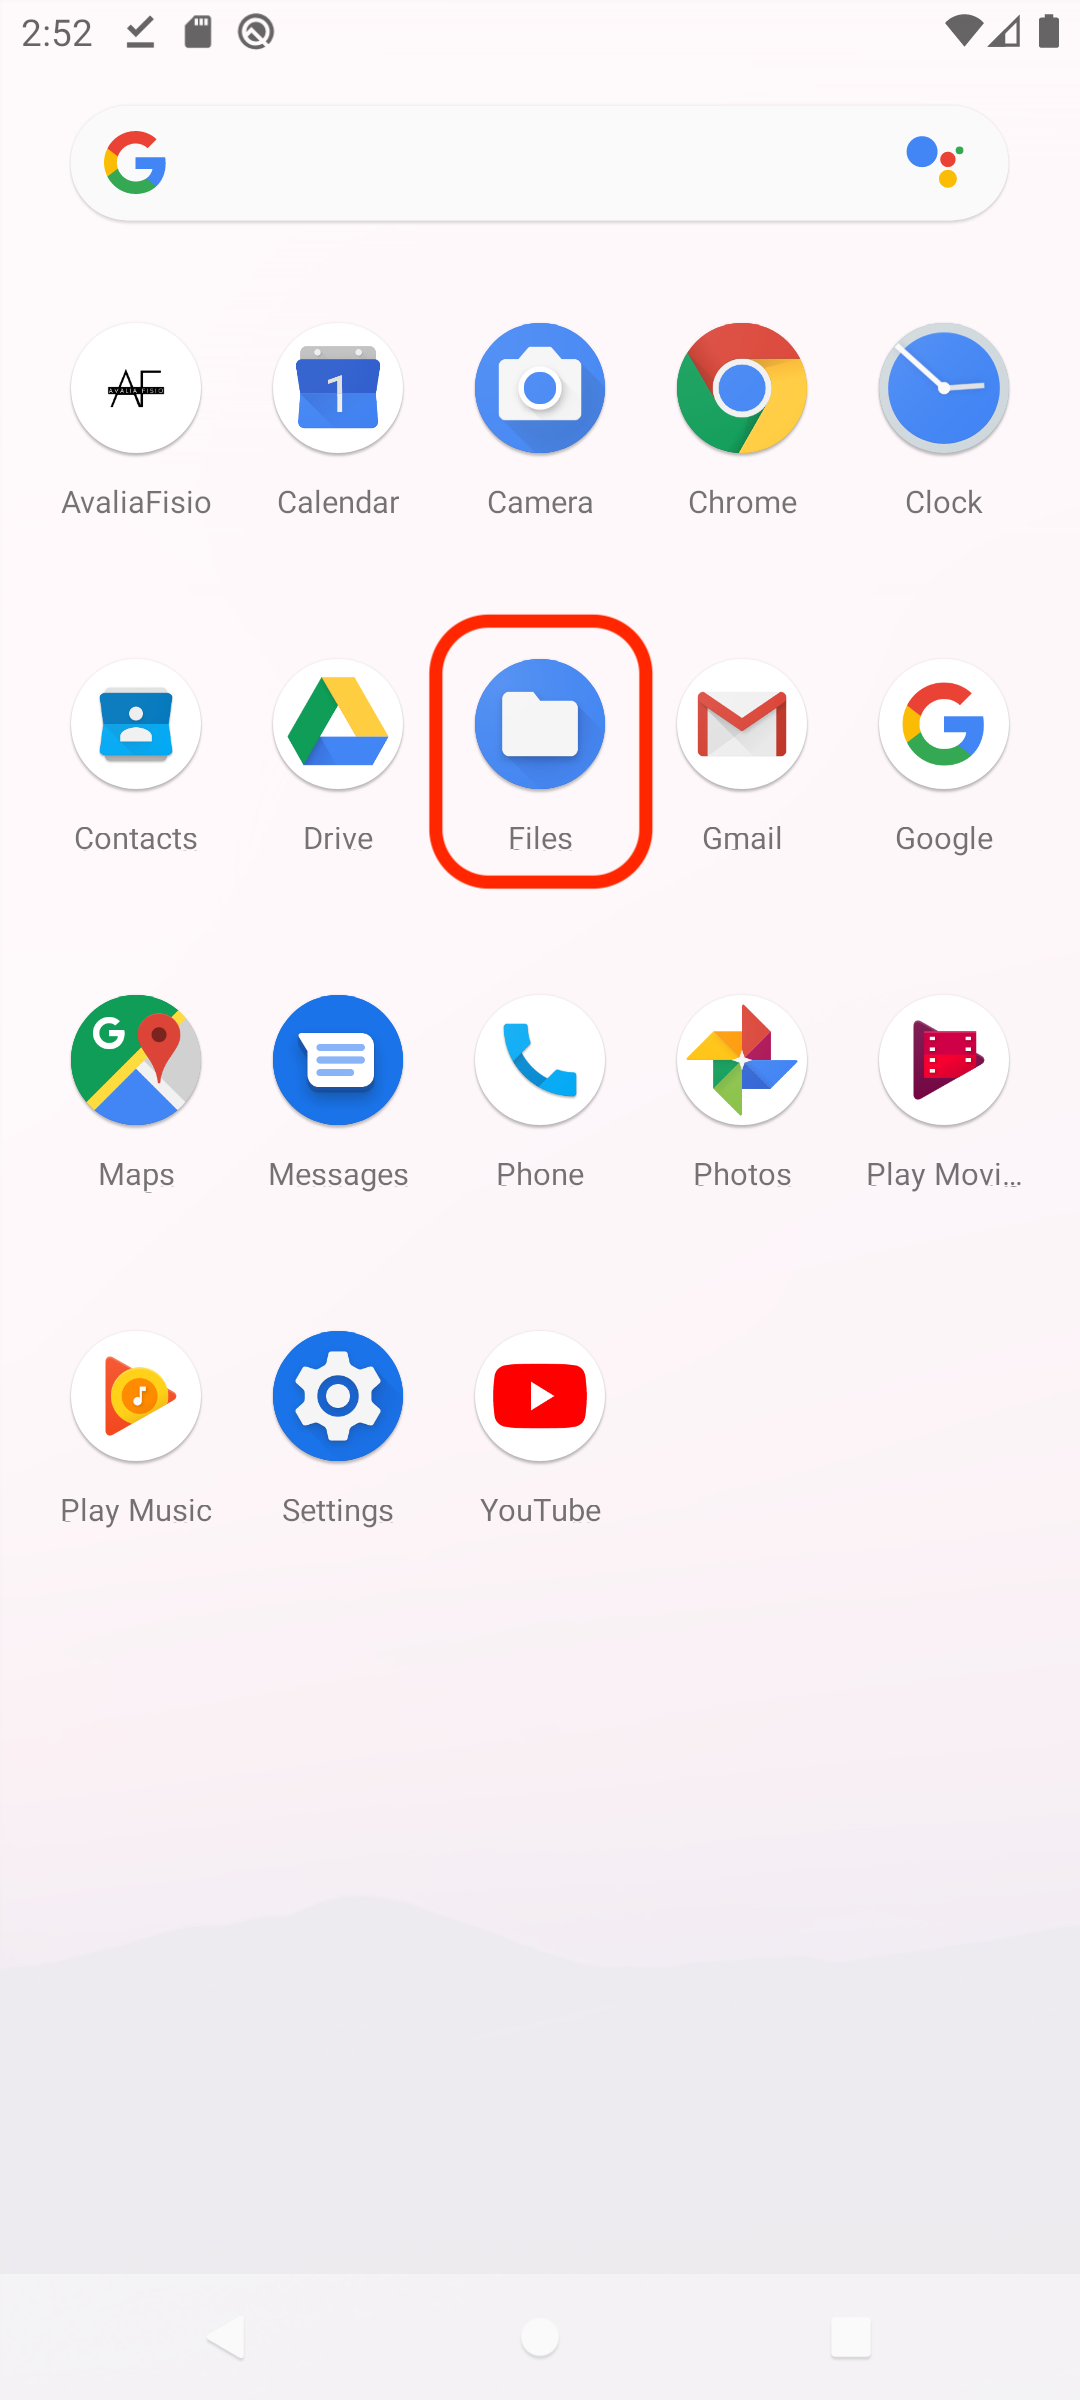 2:52
AVALIA FISIO
1
AvaliaFisio Calendar Camera Chrome Clock
Contacts Drive Files Gmail Google
Maps Messages Phone Photos Play Movi...
Play Music Settings YouTube